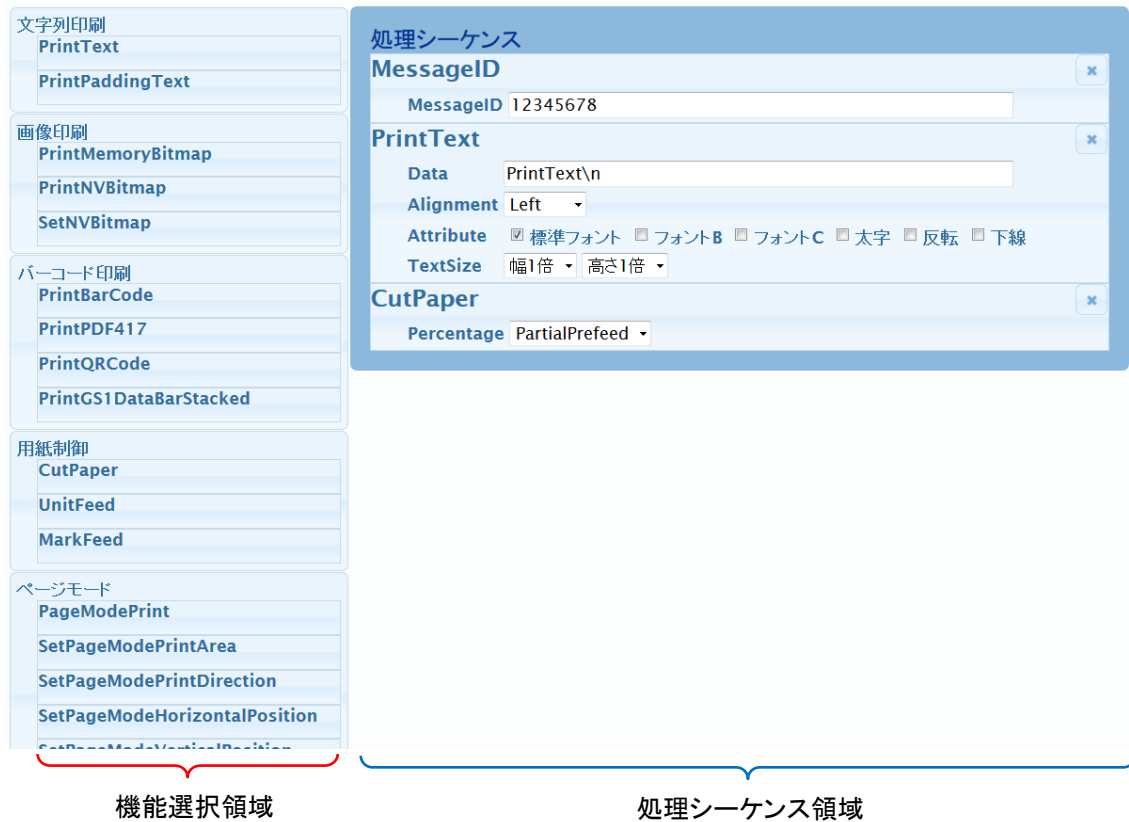 文字列印刷
PrintText
PrintPaddingText
画像印刷
PrintMemoryBitmap
PrintNVBitmap
SetNVBitmap
バーコード印刷
PrintBarCode
PrintPDF417
PrintQRCode
PrintGS1DataBarStacked
用紙制御
CutPaper
UnitFeed
MarkFeed
ページモード
PageModePrint
SetPageModePrintArea
SetPageModePrintDirection
SetPageModeHorizontalPosition
SetPageModeVerticalPosition
機能選択領域
処理シーケンス
MessageID
MessageID 12345678
PrintText
Data PrintText\n
Alignment Left
Attribute 標準フォント フォントB フォントC 太字 反転 下線
TextSize 幅1倍 高さ1倍
CutPaper
Percentage PartialPrefeed
処理シーケンス領域